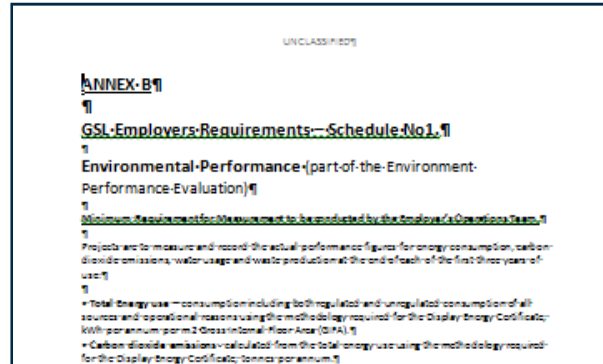 UNCLASSIFIED¶
ANNEX·B¶
¶
GSL·Employers·Requirements·–·Schedule·No1.¶
¶
Environmental·Performance·(part·of·the·Environment·
Performance·Evaluation)¶
¶
Minimum·Requirement·for·Measurement·to·be·conducted·by·the·Employer's·Operations·Team.¶
¶
Projects·are·to·measure·and·record·the·actual·performance·figures·for·energy·consumption,·carbon·
dioxide·emissions,·water·usage·and·waste·production·at·the·end·of·each·of·the·first·three·years·of·
use:¶
¶
•·Total·Energy·use·–·consumption·including·both·regulated·and·unregulated·consumption·of·all·
sources·and·operational·reasons·using·the·methodology·required·for·the·Display·Energy·Certificate;·
kWh·per·annum·per·m2·Gross·Internal·Floor·Area·(GIFA).¶
•·Carbon·dioxide·emissions·–·calculated·from·the·total·energy·use·using·the·methodology·required·
for·the·Display·Energy·Certificate;·tonnes·per·annum.¶